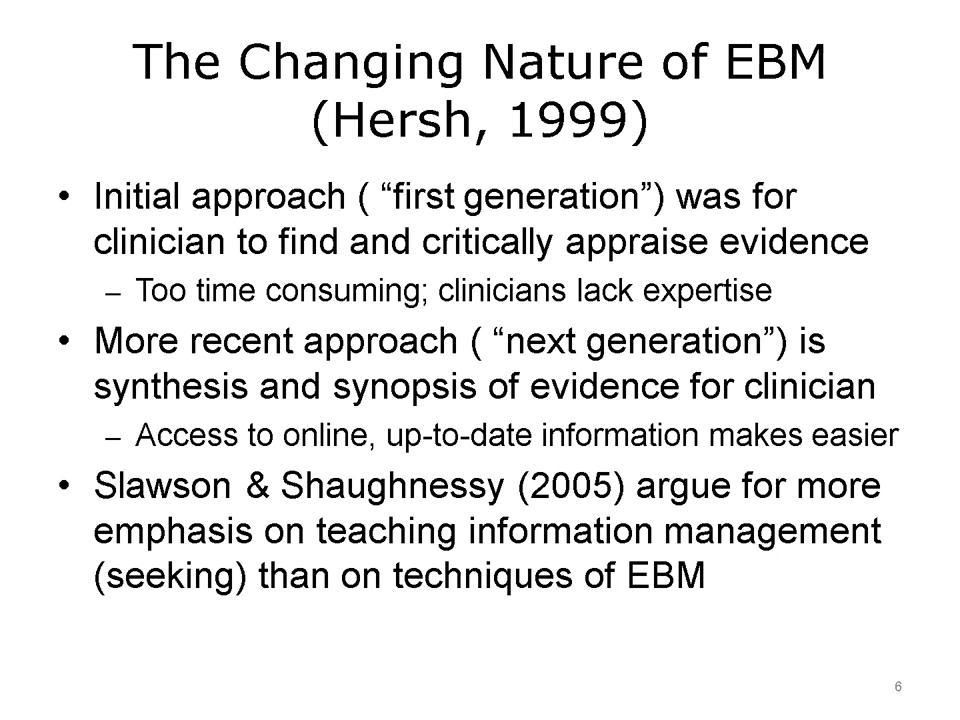 The Changing Nature of EBM
(Hersh, 1999)
• Initial approach ( “first generation”) was for
clinician to find and critically appraise evidence
– Too time consuming; clinicians lack expertise
• More recent approach ( “next generation”) is
synthesis and synopsis of evidence for clinician
– Access to online, up-to-date information makes easier
• Slawson & Shaughnessy (2005) argue for more
emphasis on teaching information management
(seeking) than on techniques of EBM
6